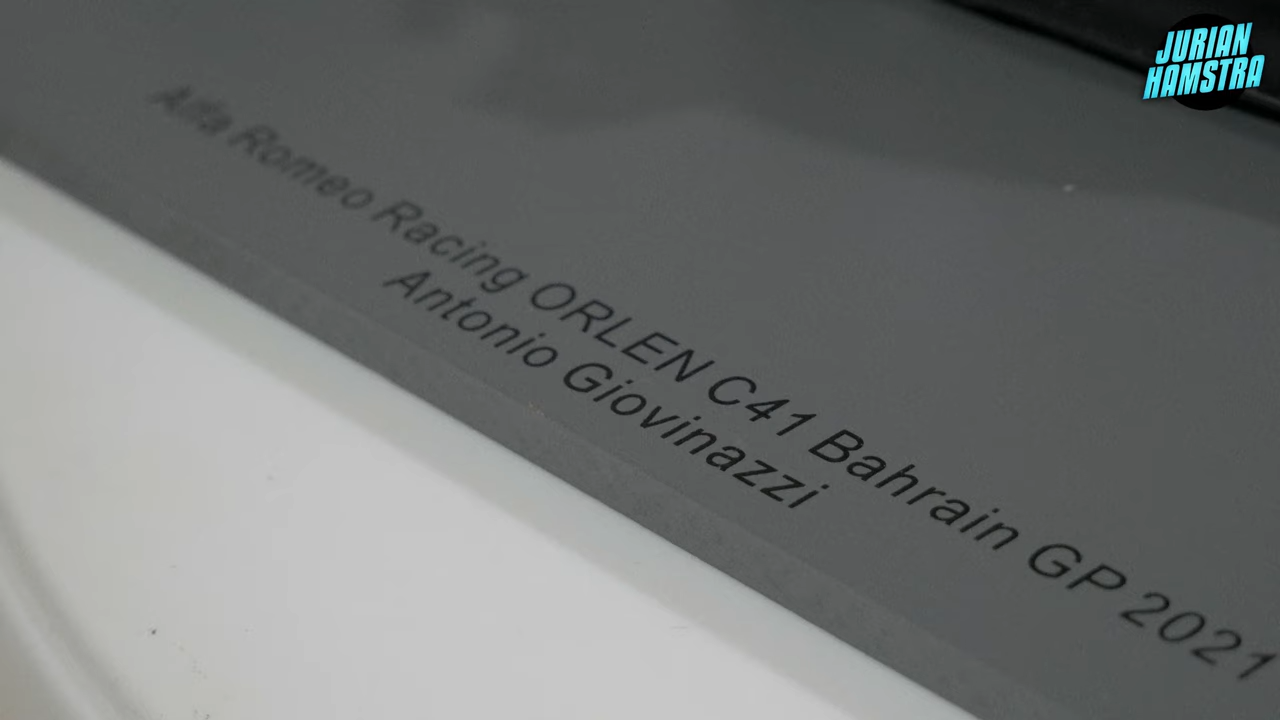 JURIAN
HAMSTRA
Alfa Romeo Racing ORLEN C41 Bahrain GP 2021
Antonio Giovinazzi